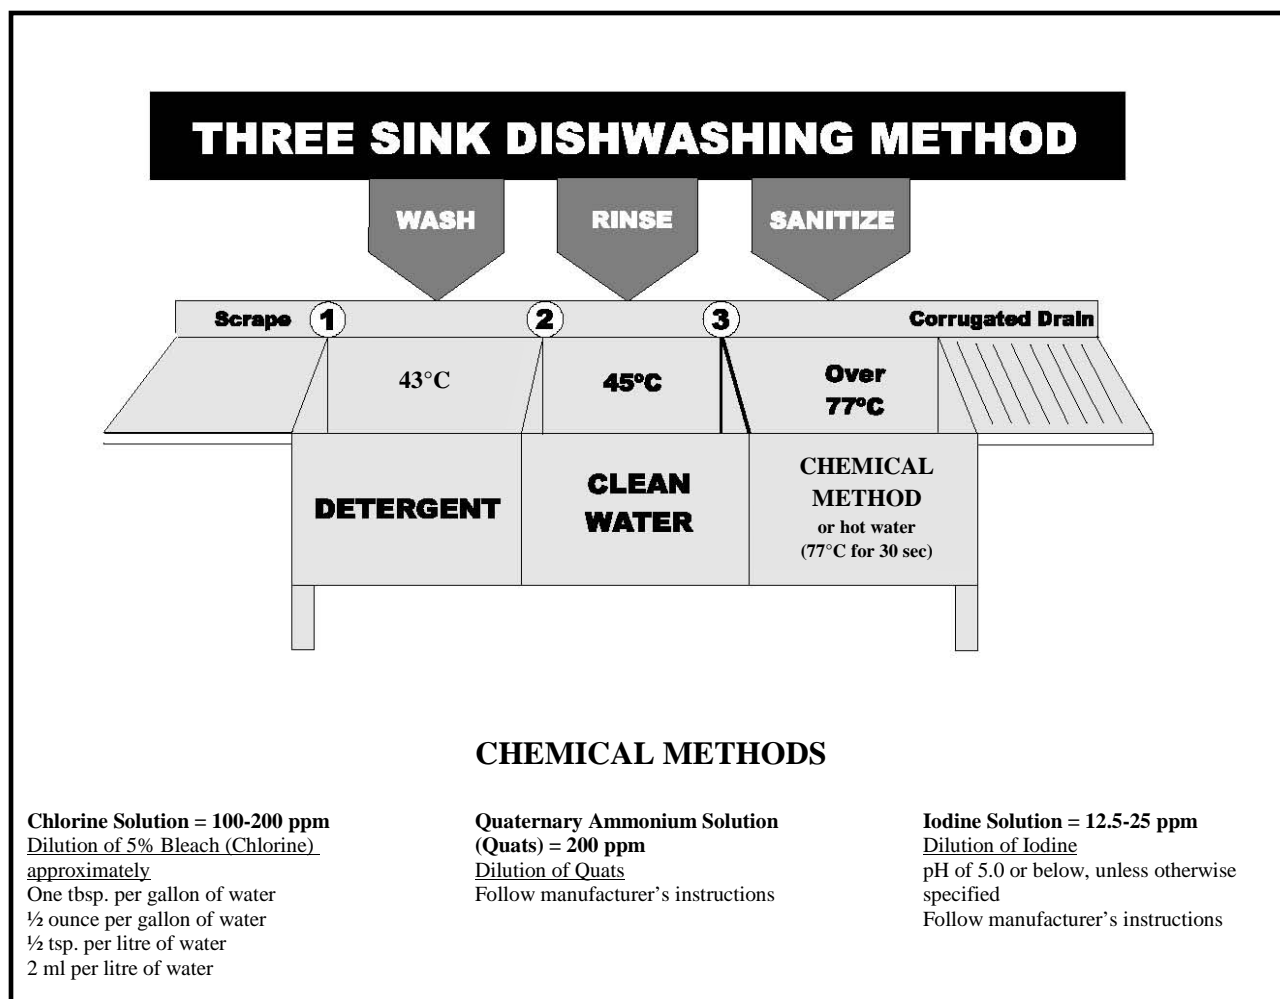 THREE SINK DISHWASHING METHOD
WASH
RINSE
SANITIZE
Scrape
1
2
3
Corrugated Drain
43°C
45°C
Over
77°C
DETERGENT
CLEAN
WATER
CHEMICAL
METHOD
or hot water
(77°C for 30 sec)
CHEMICAL METHODS
Chlorine Solution = 100-200 ppm
Dilution of 5% Bleach (Chlorine)
approximately
One tbsp. per gallon of water
½ ounce per gallon of water
½ tsp. per litre of water
2 ml per litre of water
Quaternary Ammonium Solution
(Quats) = 200 ppm
Dilution of Quats
Follow manufacturer’s instructions
Iodine Solution = 12.5-25 ppm
Dilution of Iodine
pH of 5.0 or below, unless otherwise
specified
Follow manufacturer’s instructions